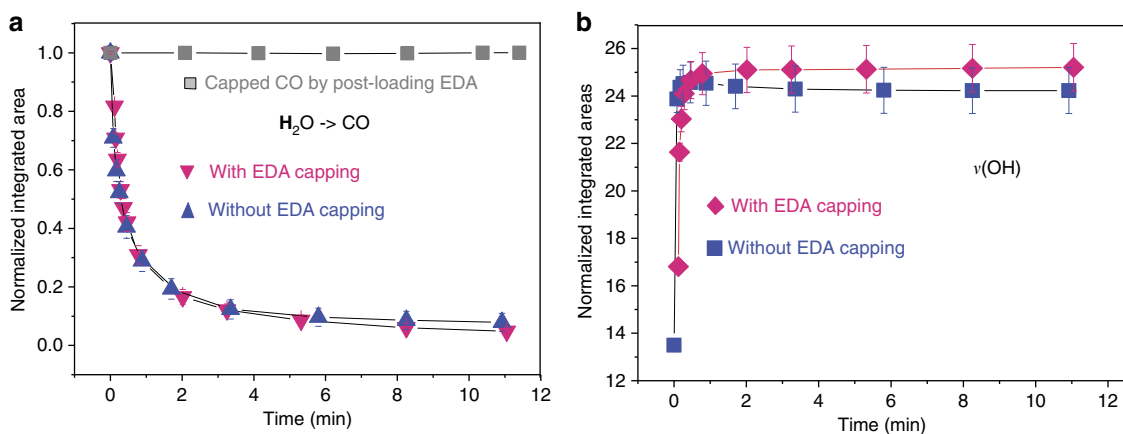 a
Normalized integrated area
1.0
0.8
0.6
0.4
0.2
0.0
Capped CO by post-loading EDA
H₂O -> CO
With EDA capping
Without EDA capping
0 2 4 6 8 10 12
Time (min)
b
Normalized integrated areas
26
24
22
20
18
16
14
12
ν(OH)
With EDA capping
Without EDA capping
0 2 4 6 8 10 12
Time (min)